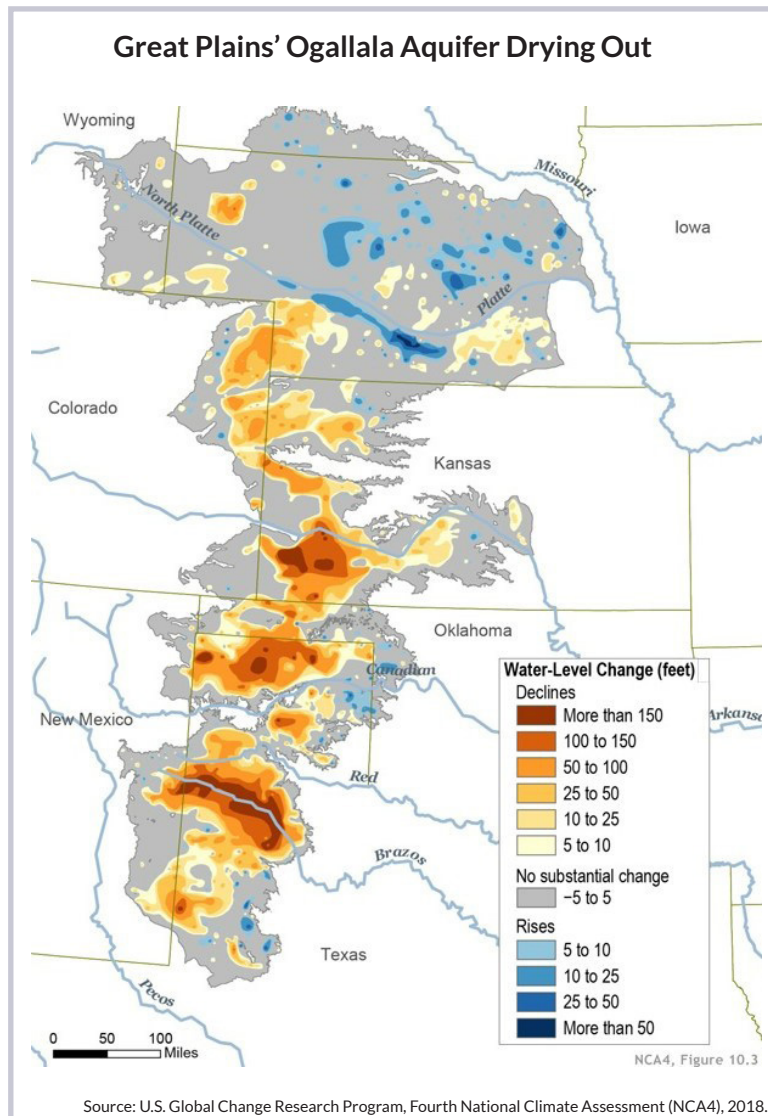 Great Plains’ Ogallala Aquifer Drying Out
Wyoming
Missouri
North Platte
Iowa
Platte
Colorado
Kansas
Oklahoma
Canadian
New Mexico
Arkansa
Red
Brazos
Texas
Pecos
Water-Level Change (feet)
Declines
More than 150
100 to 150
50 to 100
25 to 50
10 to 25
5 to 10
No substantial change
−5 to 5
Rises
5 to 10
10 to 25
25 to 50
More than 50
0 50 100
Miles
NCA4, Figure 10.3
Source: U.S. Global Change Research Program, Fourth National Climate Assessment (NCA4), 2018.